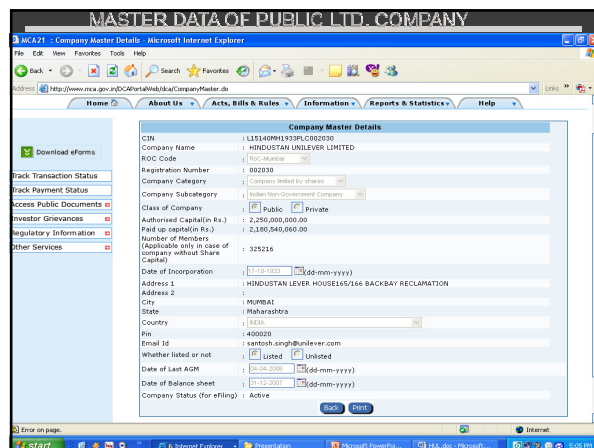 MASTER DATA OF PUBLIC LTD. COMPANY
MCA21 : Company Master Details - Microsoft Internet Explorer
File Edit View Favorites Tools Help
Back Search Favorites
Address http://www.mca.gov.in/DCAPortalWeb/dca/CompanyMaster.do Links
Home About Us Acts, Bills & Rules Information Reports & Statistics Help
Company Master Details
CIN : L15140MH1933PLC002030
Company Name : HINDUSTAN UNILEVER LIMITED
Download eForms
ROC Code : RoC-Mumbai
Registration Number : 002030
Track Transaction Status
Company Category : Company limited by shares
Track Payment Status
Company Subcategory : Indian Non-Government Company
Access Public Documents
Class of Company : Public Private
Investor Grievances
Authorised Capital(in Rs.) : 2,250,000,000.00
Regulatory Information
Paid up capital(in Rs.) : 2,180,540,060.00
Other Services
Number of Members
(Applicable only in case of
company without Share
Capital) : 325216
Date of Incorporation : 17-10-1933 (dd-mm-yyyy)
Address 1 : HINDUSTAN LEVER HOUSE165/166 BACKBAY RECLAMATION
Address 2 :
City : MUMBAI
State : Maharashtra
Country : INDIA
Pin : 400020
Email Id : santosh.singh@unilever.com
Whether listed or not : Listed Unlisted
Date of Last AGM : 04-04-2008 (dd-mm-yyyy)
Date of Balance sheet : 31-12-2007 (dd-mm-yyyy)
Company Status (for eFiling) : Active
Back Print
Error on page. Internet
start 6 Internet Explorer Presentation Microsoft PowerPoi... HUL.doc - Microsoft... 5:05 PM